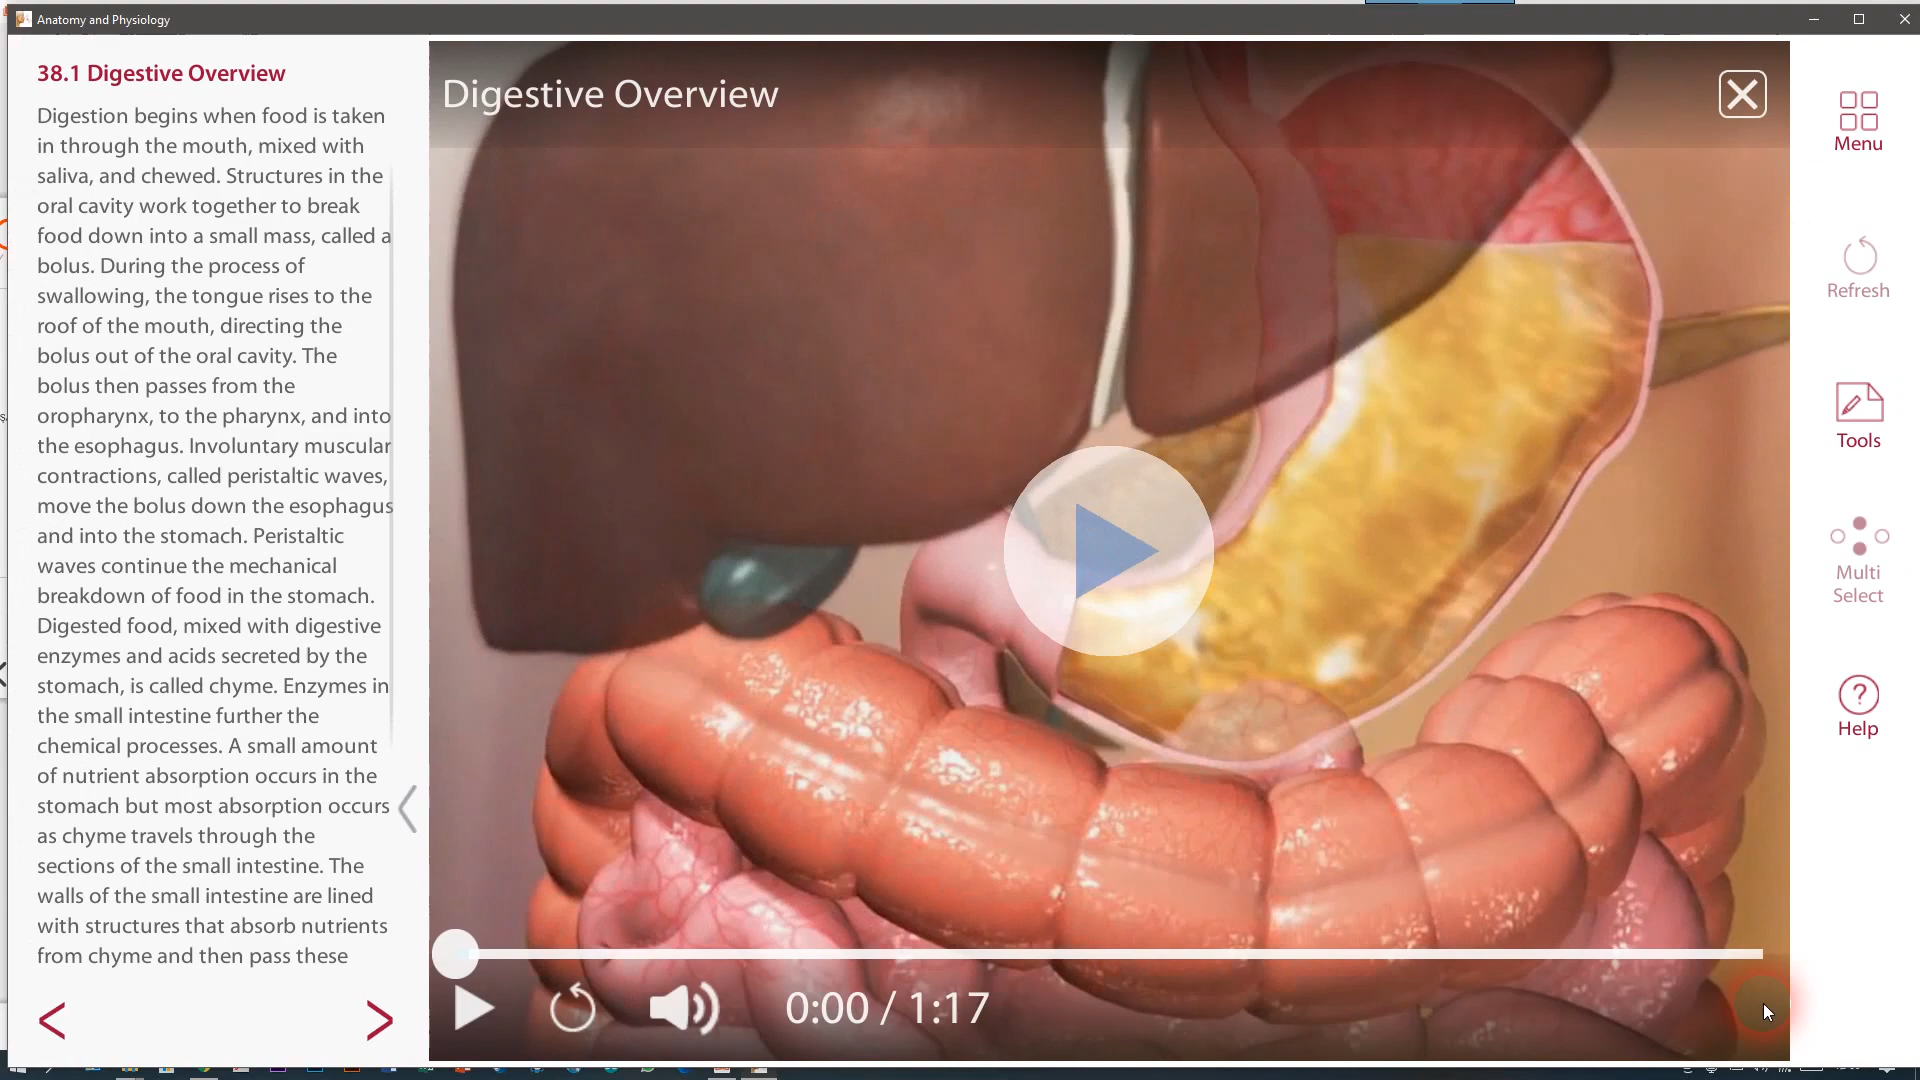 Anatomy and Physiology
38.1 Digestive Overview
Digestion begins when food is taken
in through the mouth, mixed with
saliva, and chewed. Structures in the
oral cavity work together to break
food down into a small mass, called a
bolus. During the process of
swallowing, the tongue rises to the
roof of the mouth, directing the
bolus out of the oral cavity. The
bolus then passes from the
oropharynx, to the pharynx, and into
the esophagus. Involuntary muscular
contractions, called peristaltic waves,
move the bolus down the esophagus
and into the stomach. Peristaltic
waves continue the mechanical
breakdown of food in the stomach.
Digested food, mixed with digestive
enzymes and acids secreted by the
stomach, is called chyme. Enzymes in
the small intestine further the
chemical processes. A small amount
of nutrient absorption occurs in the
stomach but most absorption occurs
as chyme travels through the
sections of the small intestine. The
walls of the small intestine are lined
with structures that absorb nutrients
from chyme and then pass these
Digestive Overview
0:00 / 1:17
Menu
Refresh
Tools
Multi
Select
Help